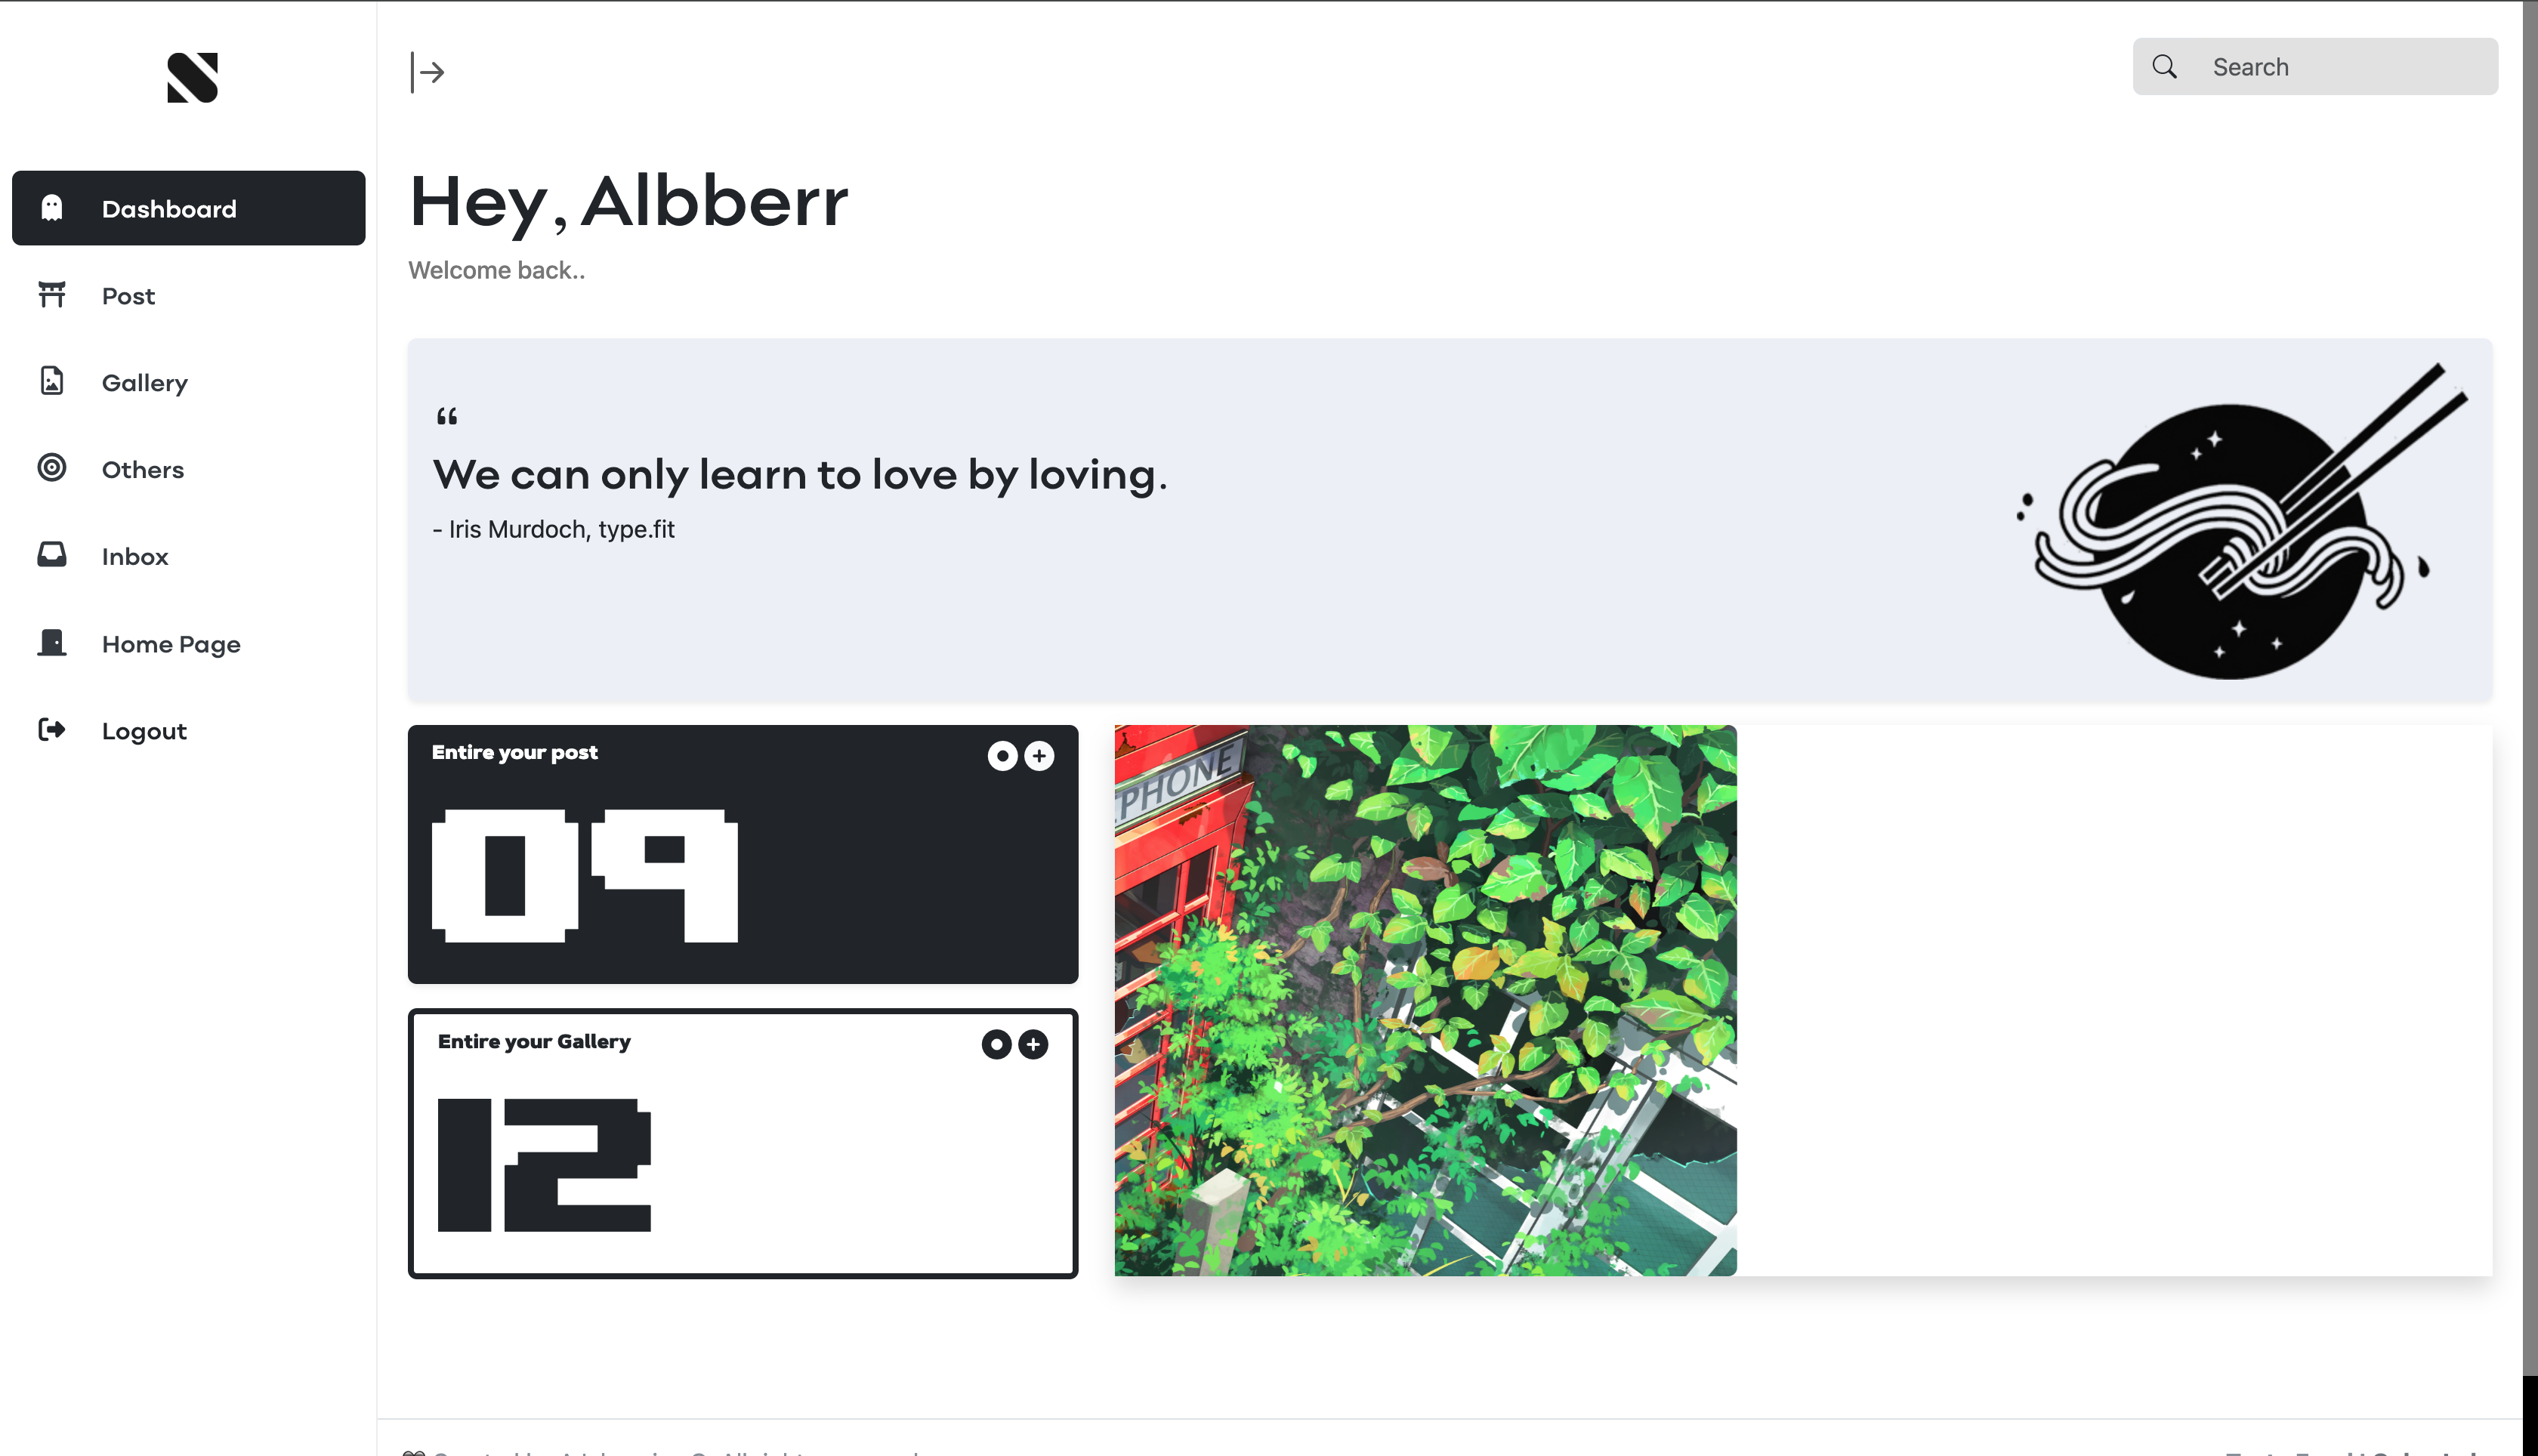 Search
Dashboard
Post
Gallery
Others
Inbox
Home Page
Logout
Hey, Albberr
Welcome back..
“
We can only learn to love by loving.
- Iris Murdoch, type.fit
Entire your post
09
PHONE
Entire your Gallery
12